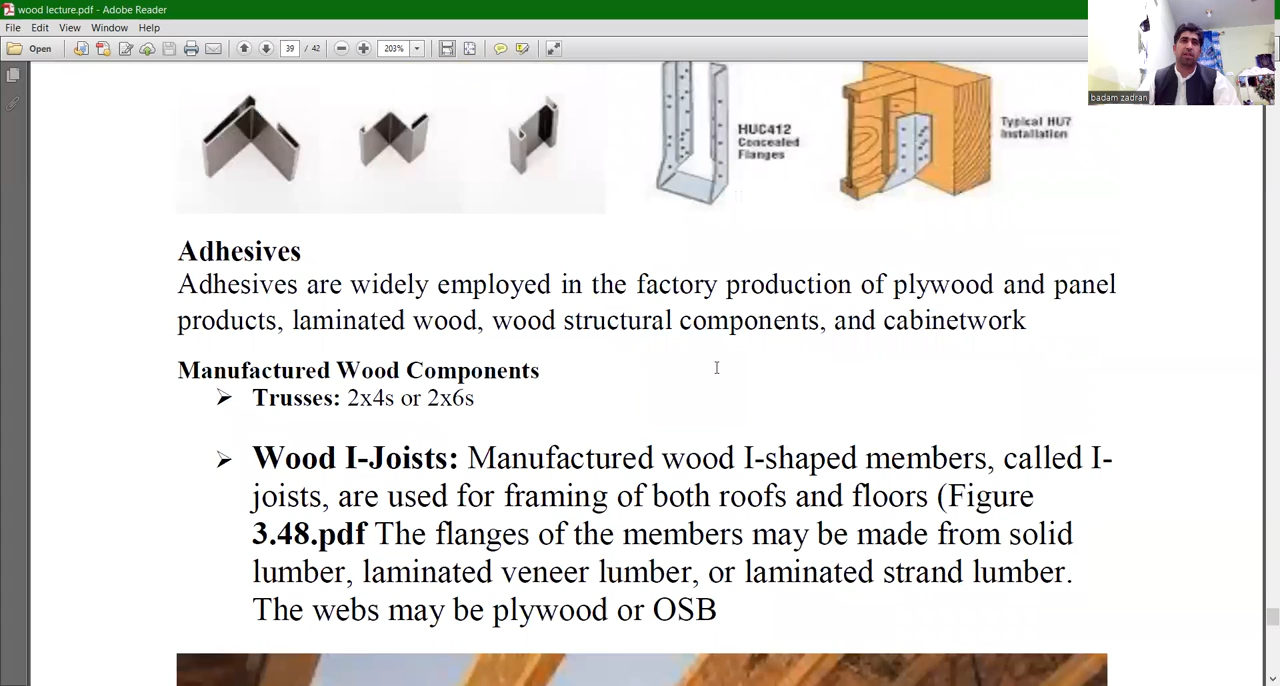 wood lecture.pdf - Adobe Reader
File Edit View Window Help
Open 39 / 42 203%
badam zadran
HUC412
Concealed
Flanges
Typical HU7
Installation
Adhesives
Adhesives are widely employed in the factory production of plywood and panel
products, laminated wood, wood structural components, and cabinetwork
Manufactured Wood Components
➢ Trusses: 2x4s or 2x6s
➢ Wood I-Joists: Manufactured wood I-shaped members, called I-
joists, are used for framing of both roofs and floors (Figure
3.48.pdf The flanges of the members may be made from solid
lumber, laminated veneer lumber, or laminated strand lumber.
The webs may be plywood or OSB